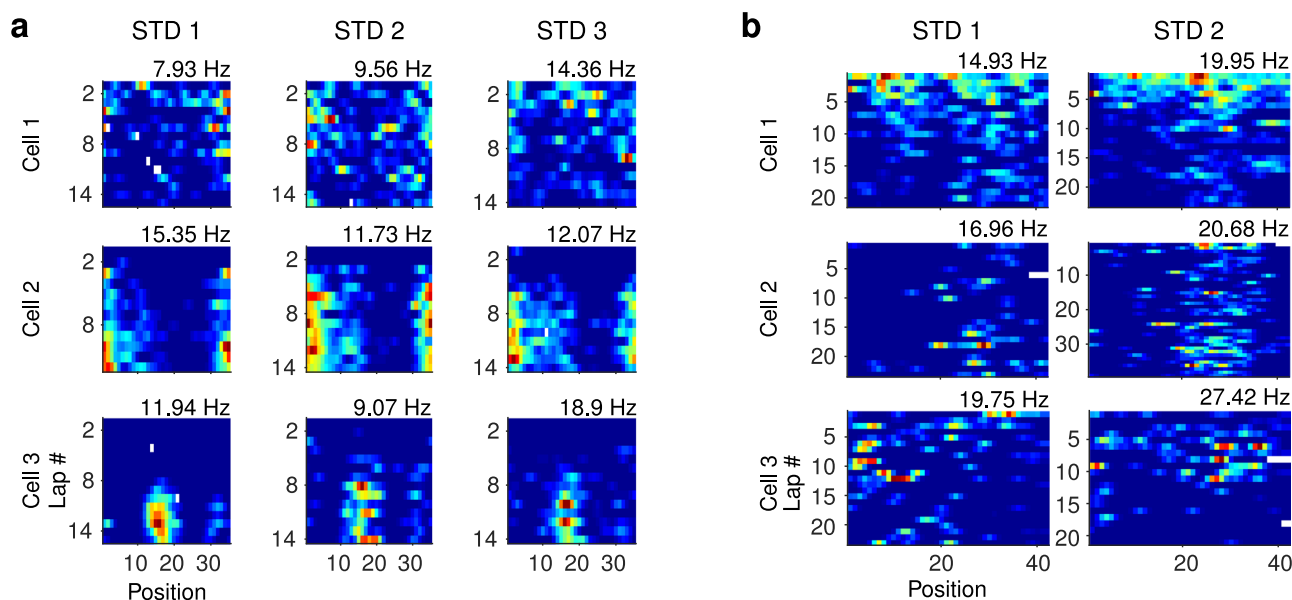 a
STD 1 STD 2 STD 3
7.93 Hz 9.56 Hz 14.36 Hz
Cell 1
2 8 14
2 8 14
2 8 14
15.35 Hz 11.73 Hz 12.07 Hz
Cell 2
2 8
2 8 14
2 8 14
11.94 Hz 9.07 Hz 18.9 Hz
Cell 3
Lap #
2 8 14
2 8 14
2 8 14
10 20 30 10 20 30 10 20 30
Position
b
STD 1 STD 2
14.93 Hz 19.95 Hz
Cell 1
5 10 15 20
5 10 15 20
16.96 Hz 20.68 Hz
Cell 2
5 10 15 20
10 20 30
19.75 Hz 27.42 Hz
Cell 3
Lap #
5 10 15 20
5 10 15 20
20 40 20 40
Position